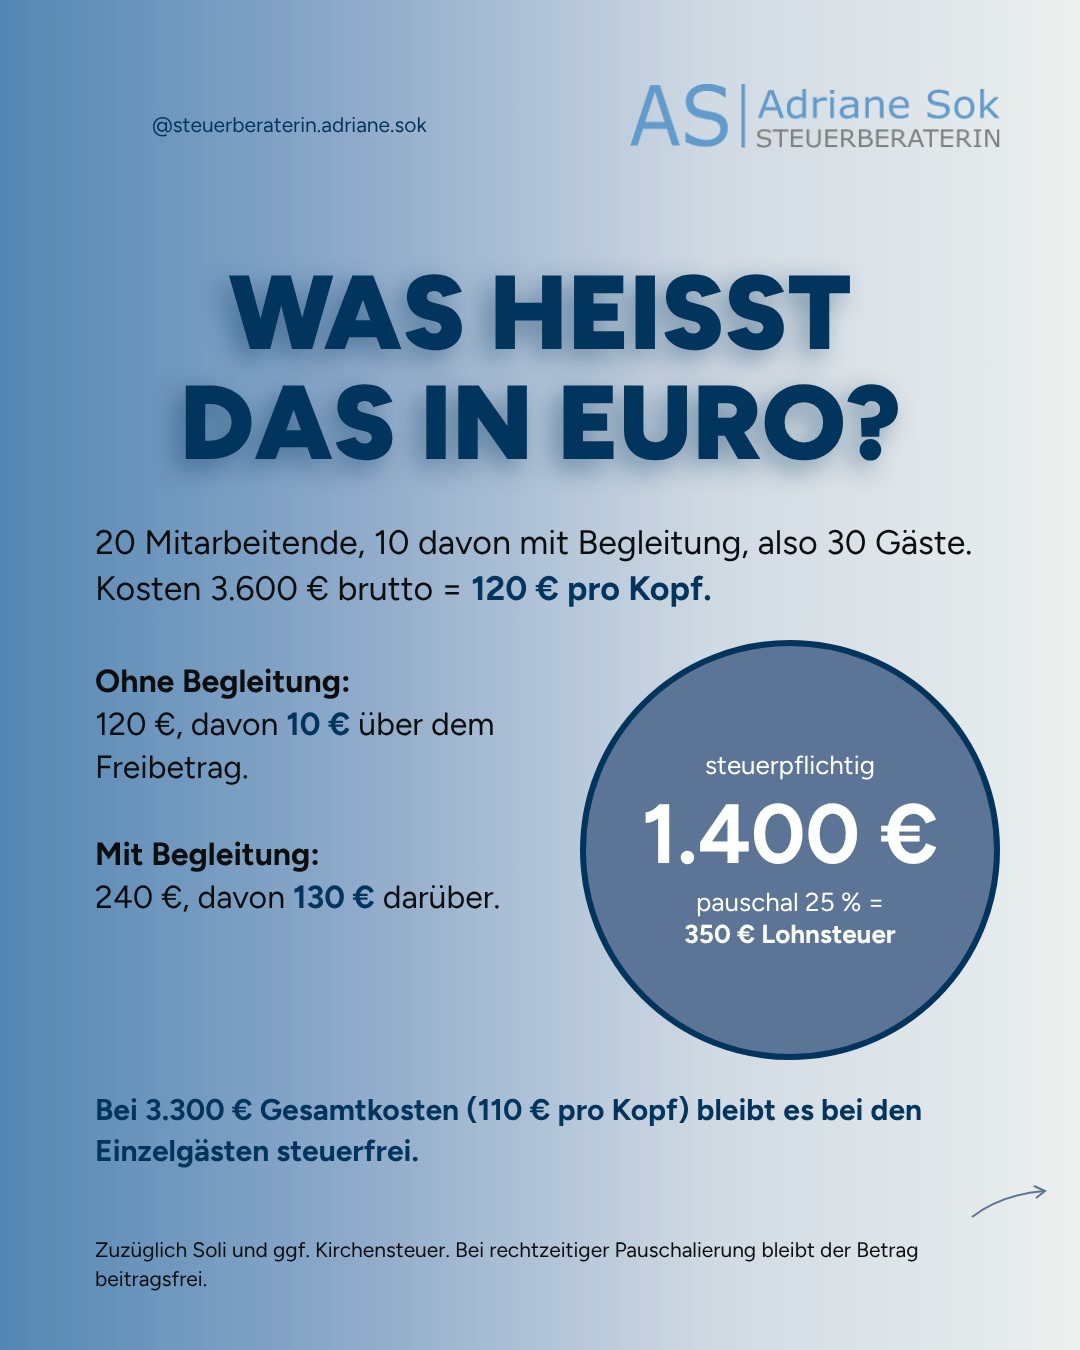 @steuerberaterin.adriane.sok
AS | Adriane Sok
STEUERBERATERIN
WAS HEISST
DAS IN EURO?
20 Mitarbeitende, 10 davon mit Begleitung, also 30 Gäste.
Kosten 3.600 € brutto = 120 € pro Kopf.
Ohne Begleitung:
120 €, davon 10 € über dem
Freibetrag.
Mit Begleitung:
240 €, davon 130 € darüber.
steuerpflichtig
1.400 €
pauschal 25 % =
350 € Lohnsteuer
Bei 3.300 € Gesamtkosten (110 € pro Kopf) bleibt es bei den
Einzelgästen steuerfrei.
Zuzüglich Soli und ggf. Kirchensteuer. Bei rechtzeitiger Pauschalierung bleibt der Betrag
beitragsfrei.